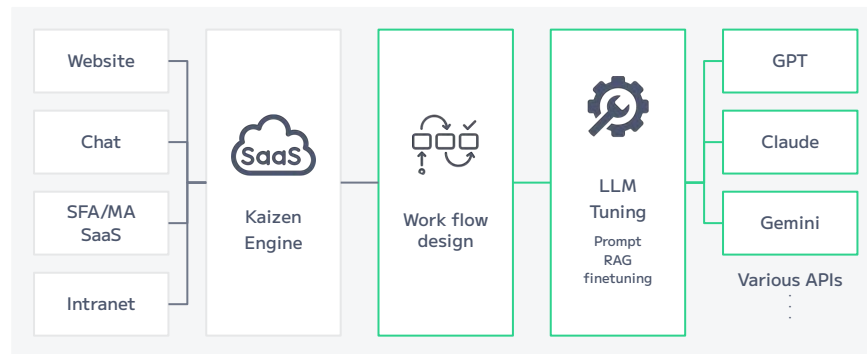 Website
Chat
SFA/MA
SaaS
Intranet
SaaS
Kaizen
Engine
Work flow
design
LLM
Tuning
Prompt
RAG
finetuning
GPT
Claude
Gemini
Various APIs